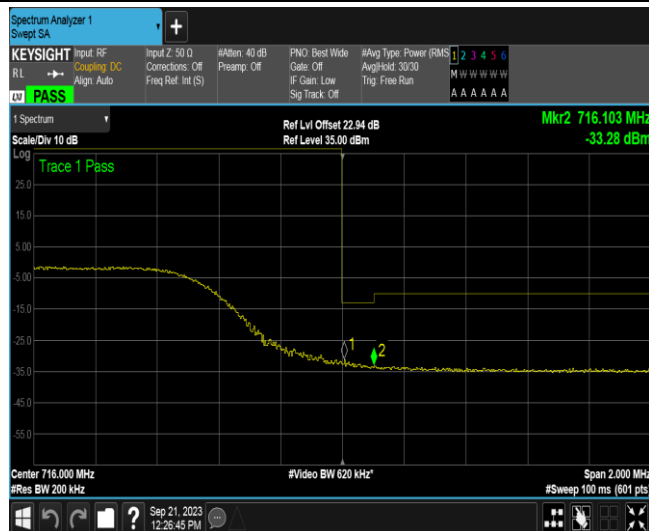 Spectrum Analyzer 1
Swept SA
KEYSIGHT
RL
LXI PASS
Input: RF
Coupling: DC
Align: Auto
Input Z: 50 Ω
Corrections: Off
Freq Ref: Int (S)
#Atten: 40 dB
Preamp: Off
PNO: Best Wide
Gate: Off
IF Gain: Low
Sig Track: Off
#Avg Type: Power (RMS
Avg|Hold: 30/30
Trig: Free Run
1 2 3 4 5 6
M W W W W W
A A A A A A
1 Spectrum
Scale/Div 10 dB
Log
Ref Lvl Offset 22.94 dB
Ref Level 35.00 dBm
Mkr2 716.103 MHz
-33.28 dBm
Trace 1 Pass
25.0
15.0
5.00
-5.00
-15.0
-25.0
-35.0
-45.0
-55.0
1
2
Center 716.000 MHz
#Res BW 200 kHz
#Video BW 620 kHz*
Span 2.000 MHz
#Sweep 100 ms (601 pts)
?
Sep 21, 2023
12:26:45 PM